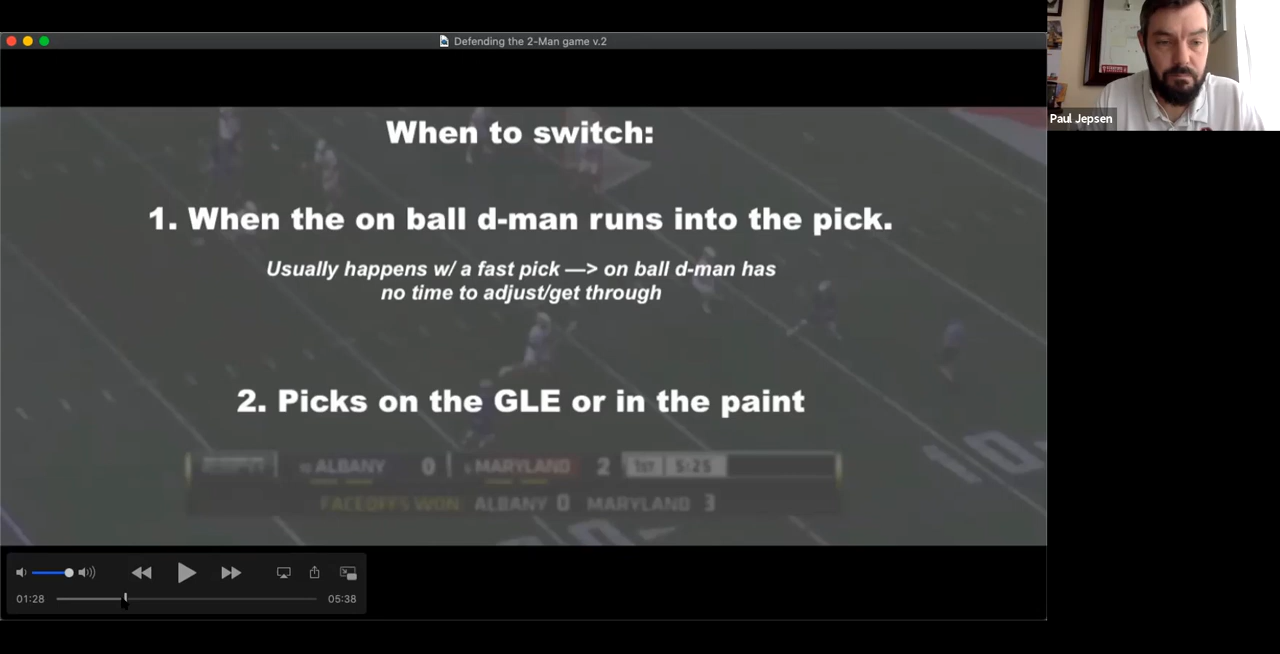 Defending the 2-Man game v.2
Paul Jepsen
When to switch:
1. When the on ball d-man runs into the pick.
Usually happens w/ a fast pick —> on ball d-man has
no time to adjust/get through
2. Picks on the GLE or in the paint
ALBANY 0 MARYLAND 2 1ST 5:25
FACEOFFS WON: ALBANY 0 MARYLAND 3
01:28
05:38